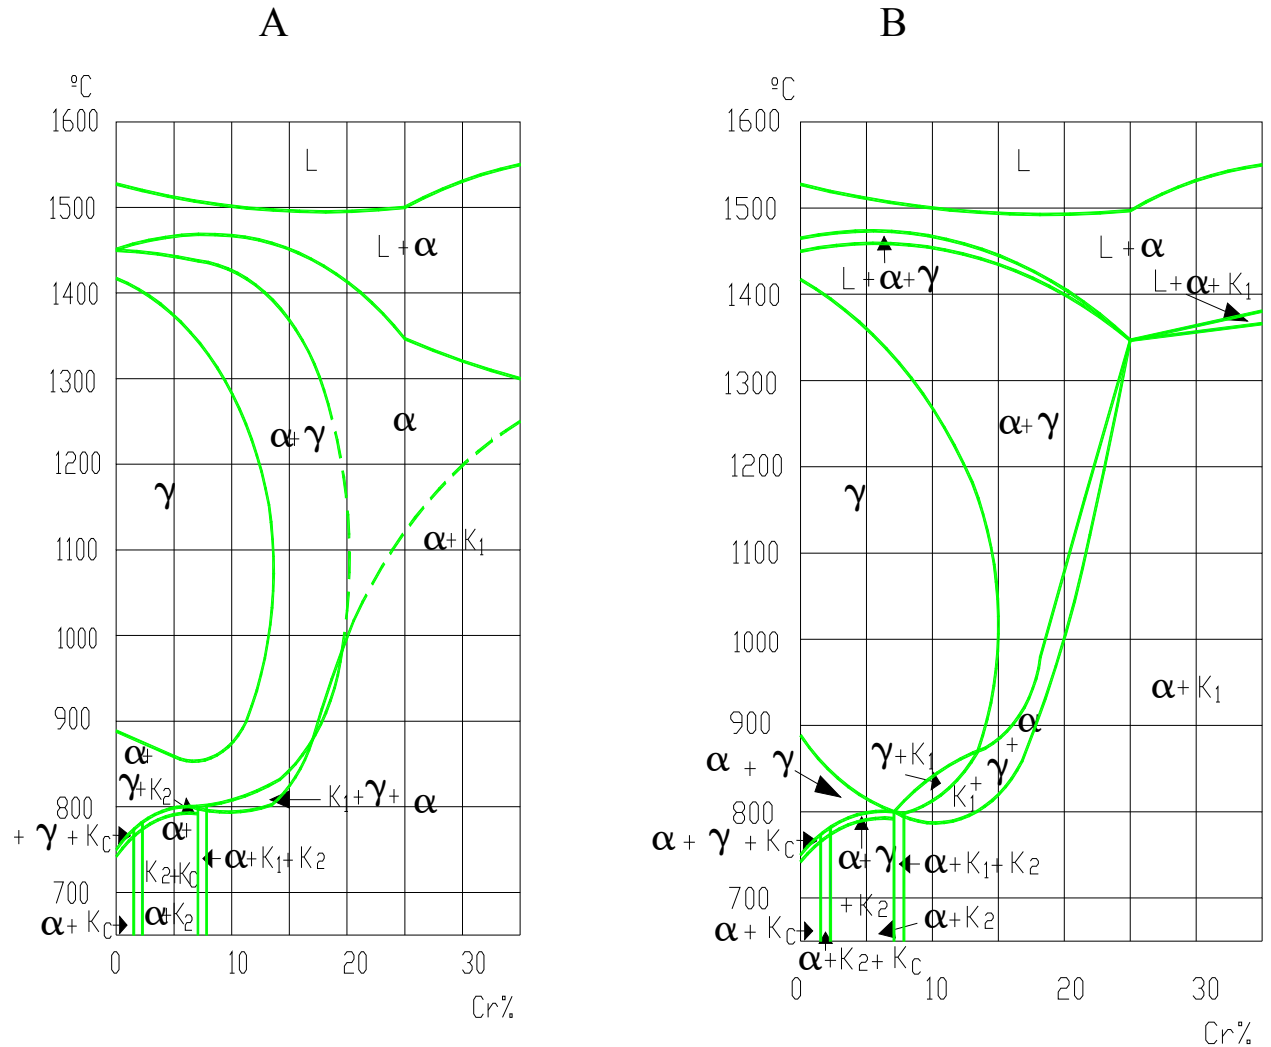 A
B
ºC
1600
1500
1400
1300
1200
1100
1000
900
800
700
0
10
20
30
Cr%
L
L + α
α + γ
α
γ
α+K1
α+
γ+K2
K1+γ+ α
+ γ + KC
α+
K2+KC
α+K1+K2
α+ KC
α+K2
ºC
1600
1500
1400
1300
1200
1100
1000
900
800
700
0
10
20
30
Cr%
L
L + α
L+α+γ
L+α+ K1
α+ γ
γ
α+ K1
α
+
γ
+
K1
γ+K1
α + γ
α + γ + KC
α+ γ
+K2
α+K1+K2
α + KC
α+K2
α+K2+ KC